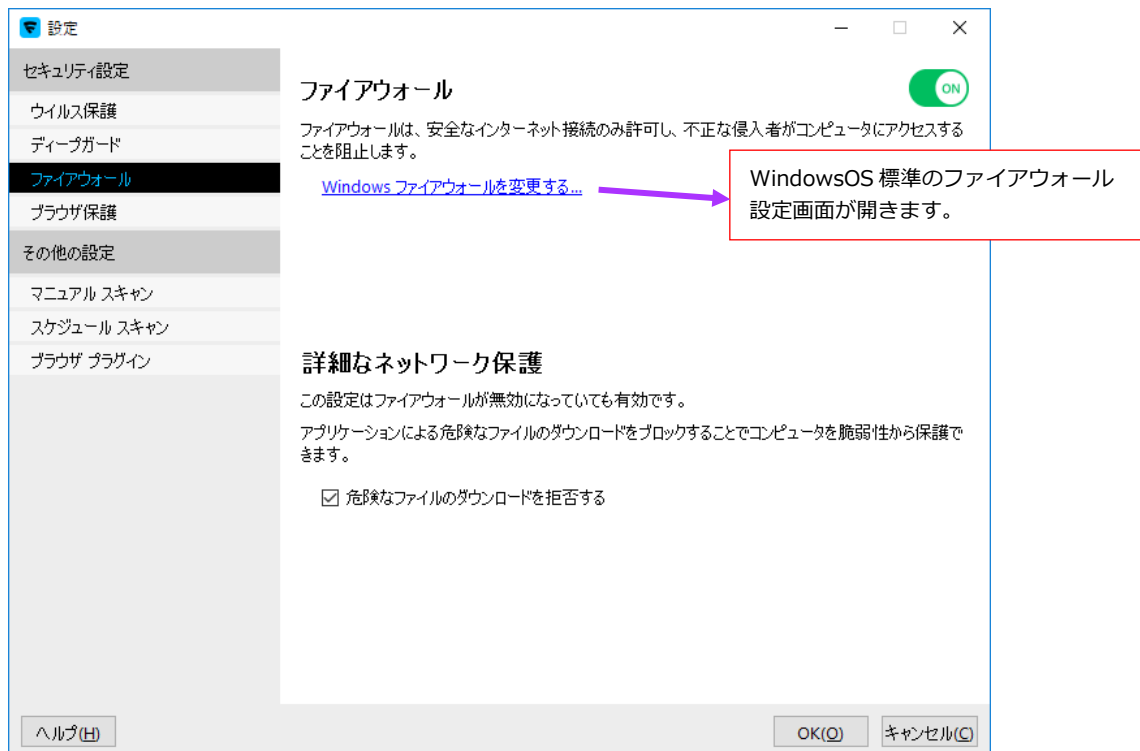 設定
セキュリティ設定
ウイルス保護
ディープガード
ファイアウォール
ブラウザ保護
その他の設定
マニュアル スキャン
スケジュール スキャン
ブラウザ プラグイン
ファイアウォール
ON
ファイアウォールは、安全なインターネット接続のみ許可し、不正な侵入者がコンピュータにアクセスする
ことを阻止します。
Windows ファイアウォールを変更する...
WindowsOS 標準のファイアウォール
設定画面が開きます。
詳細なネットワーク保護
この設定はファイアウォールが無効になっていても有効です。
アプリケーションによる危険なファイルのダウンロードをブロックすることでコンピュータを脆弱性から保護で
きます。
危険なファイルのダウンロードを拒否する
ヘルプ(H)
OK(O)
キャンセル(C)